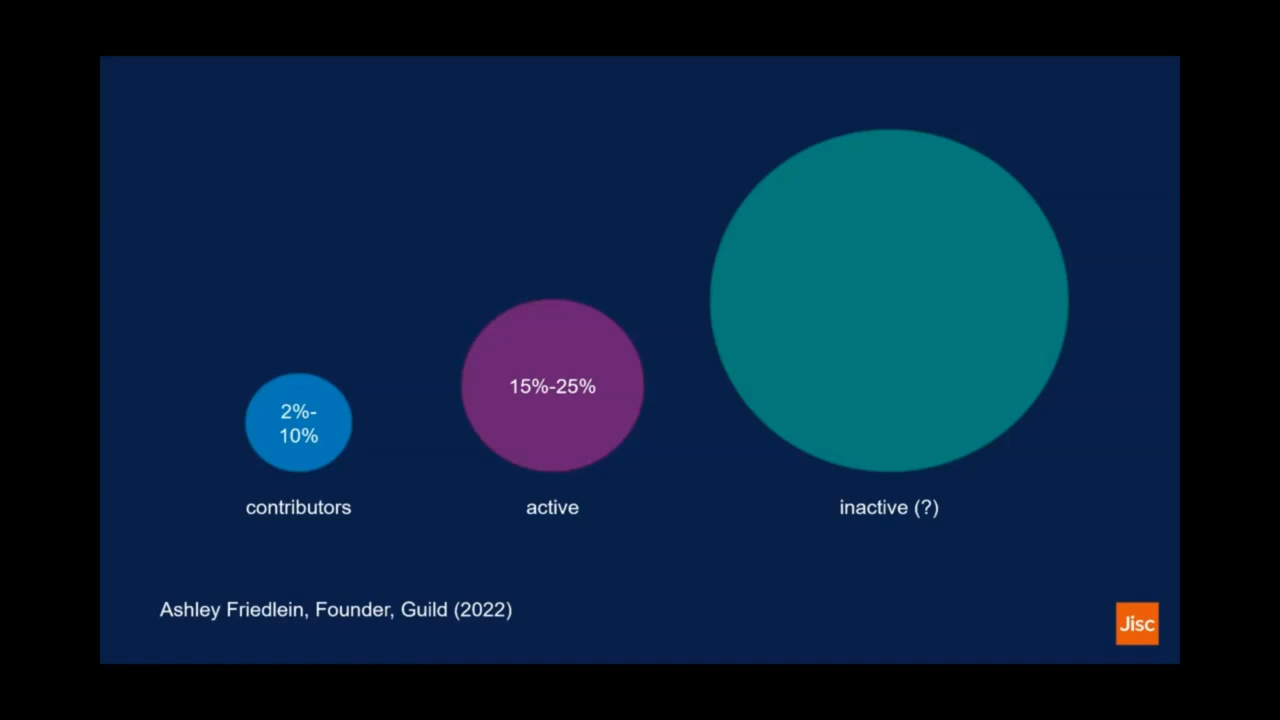 2%-
10%
15%-25%
contributors
active
inactive (?)
Ashley Friedlein, Founder, Guild (2022)
Jisc